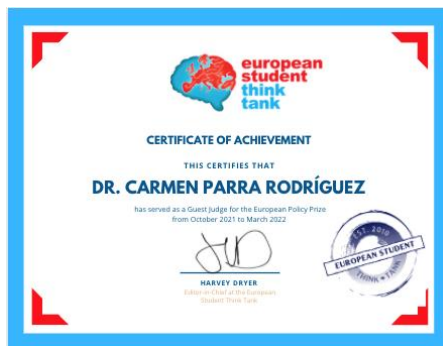 european
student
think
tank
CERTIFICATE OF ACHIEVEMENT
THIS CERTIFIES THAT
DR. CARMEN PARRA RODRÍGUEZ
has served as a Guest Judge for the European Policy Prize
from October 2021 to March 2022
HARVEY DRYER
Editor-in-Chief at the European
Student Think Tank
EST. 2010
EUROPEAN STUDENT
THINK TANK